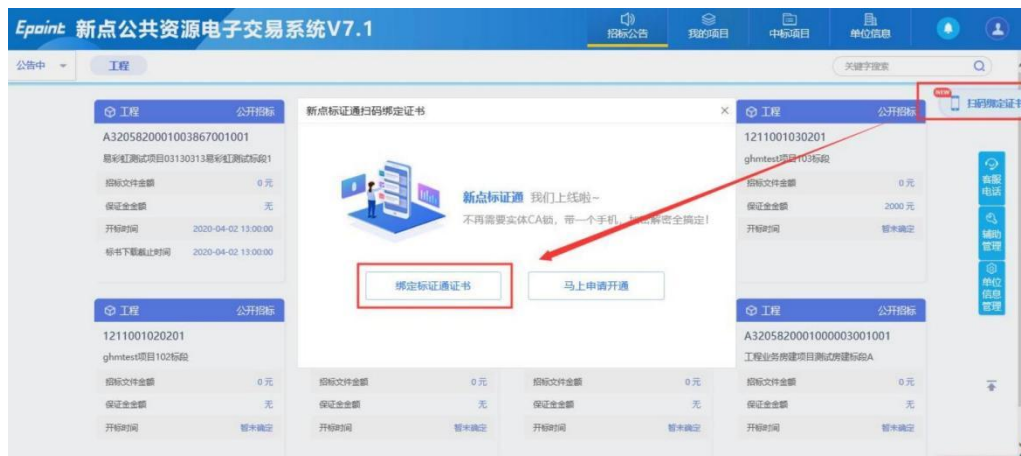 Epoint 新点公共资源电子交易系统V7.1
招标公告
我的项目
中标项目
单位信息
公告中
工程
关键字搜索
NEW
扫码绑定证书
工程 公开招标
A3205820001003867001001
易彩虹测试项目03130313易彩虹测试标段1
招标文件金额 0 元
保证金金额 无
开标时间 2020-04-02 13:00:00
标书下载截止时间 2020-04-02 13:00:00
新点标证通扫码绑定证书 ×
新点标证通 我们上线啦~
不再需要实体CA锁，带一个手机，加密解密全搞定!
绑定标证通证书
马上申请开通
工程 公开招标
1211001030201
ghmtest项目103标段
招标文件金额 0 元
保证金金额 2000 元
开标时间 暂未确定
客服电话
辅助管理
单位信息管理
工程 公开招标
1211001020201
ghmtest项目102标段
招标文件金额 0 元
保证金金额 无
开标时间 暂未确定
招标文件金额 0 元
保证金金额 无
开标时间 暂未确定
招标文件金额 0 元
保证金金额 无
开标时间 暂未确定
工程 公开招标
A3205820001000003001001
工程业务房建项目测试房建标段A
招标文件金额 0 元
保证金金额 无
开标时间 暂未确定